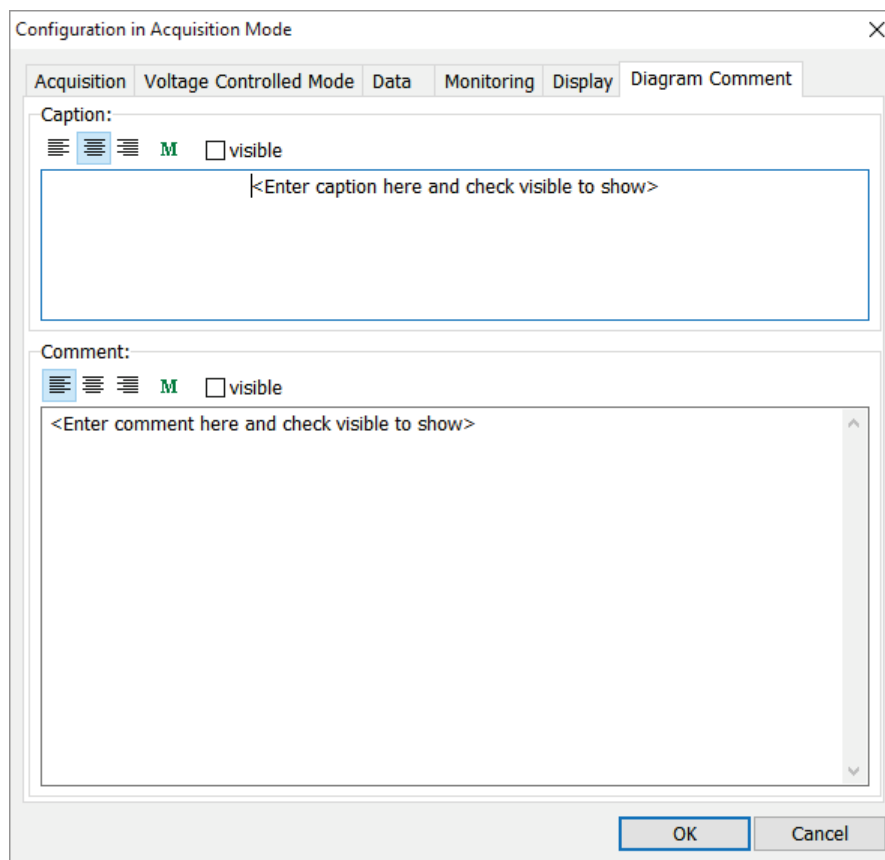 Configuration in Acquisition Mode
Acquisition Voltage Controlled Mode Data Monitoring Display Diagram Comment
Caption:
M visible
<Enter caption here and check visible to show>
Comment:
M visible
<Enter comment here and check visible to show>
OK Cancel